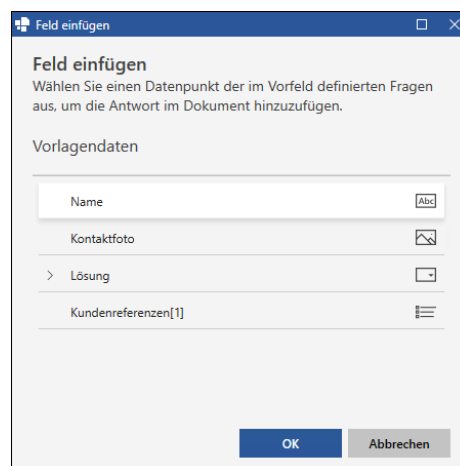 Feld einfügen
Feld einfügen
Wählen Sie einen Datenpunkt der im Vorfeld definierten Fragen
aus, um die Antwort im Dokument hinzuzufügen.
Vorlagendaten
Name Abc
Kontaktfoto
Lösung
Kundenreferenzen[1]
OK Abbrechen